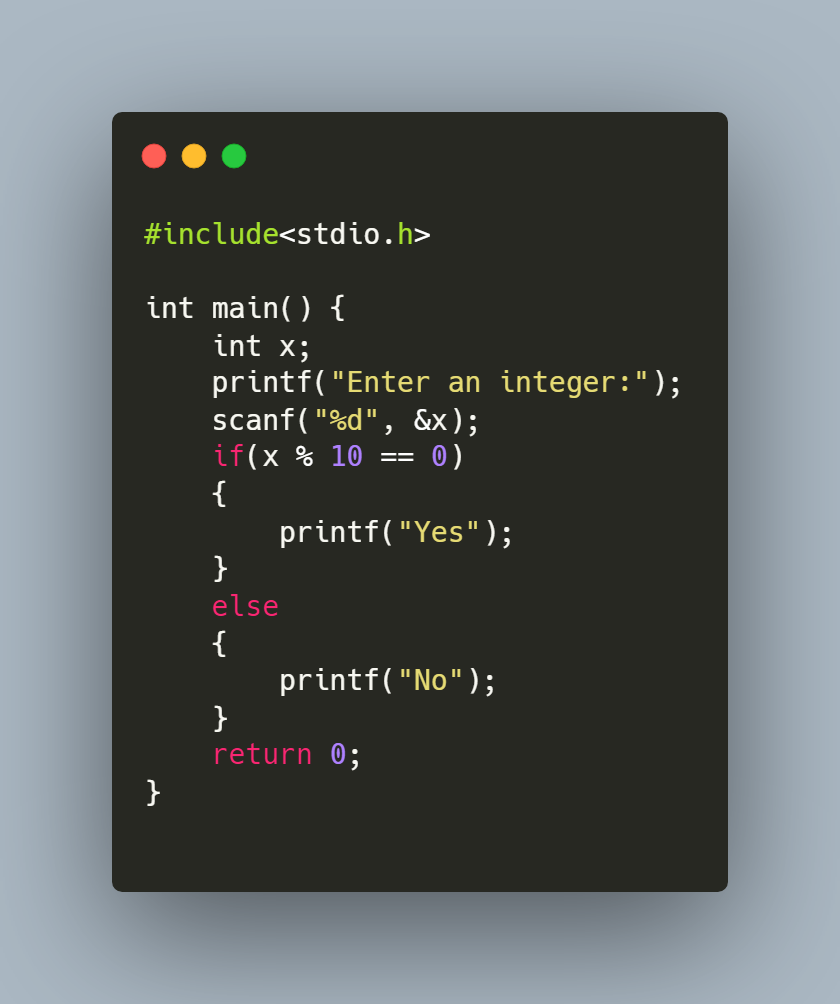 #include<stdio.h>

int main() {
    int x;
    printf("Enter an integer:");
    scanf("%d", &x);
    if(x % 10 == 0)
    {
        printf("Yes");
    }
    else
    {
        printf("No");
    }
    return 0;
}